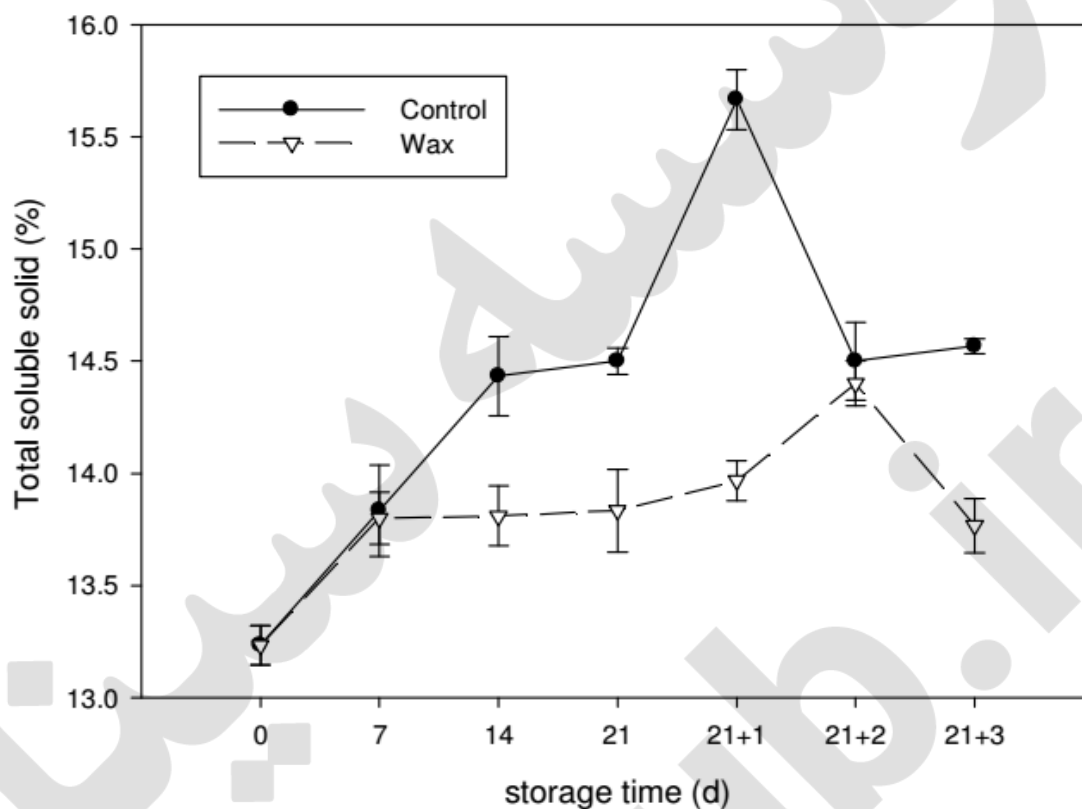 16.0
15.5
15.0
14.5
14.0
13.5
13.0
Total soluble solid (%)
Control
Wax
0 7 14 21 21+1 21+2 21+3
storage time (d)